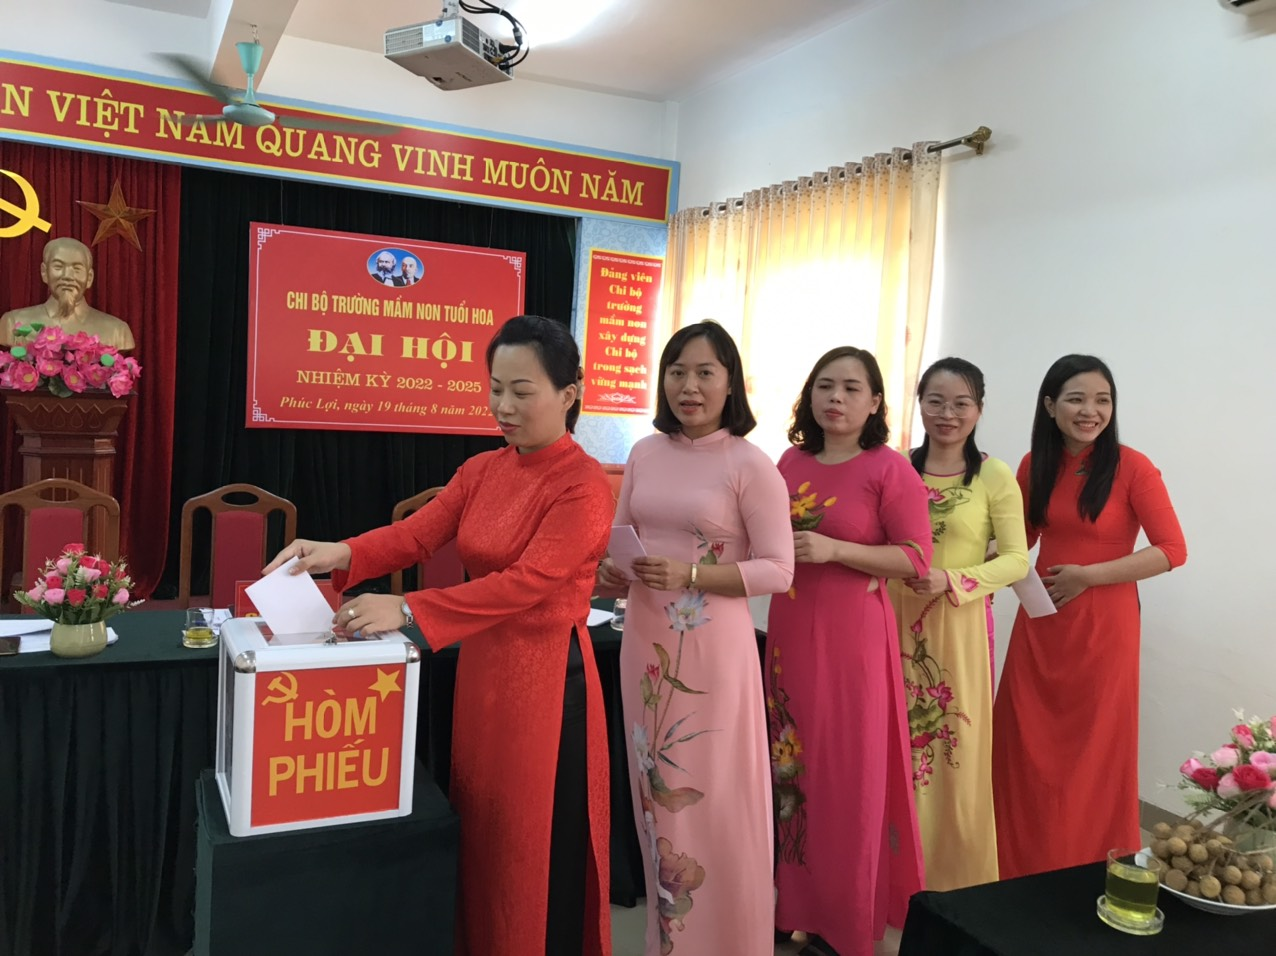 N VIỆT NAM QUANG VINH MUÔN NĂM
CHI BỘ TRƯỜNG MẦM NON TUỔI HOA
ĐẠI HỘI
NHIỆM KỲ 2022 - 2025
Phúc Lợi, ngày 19 tháng 8 năm 202
Đảng viên
Chi bộ
trường
mầm non
xây dựng
Chi bộ
trong sạch
vững mạnh
HÒM
PHIẾU